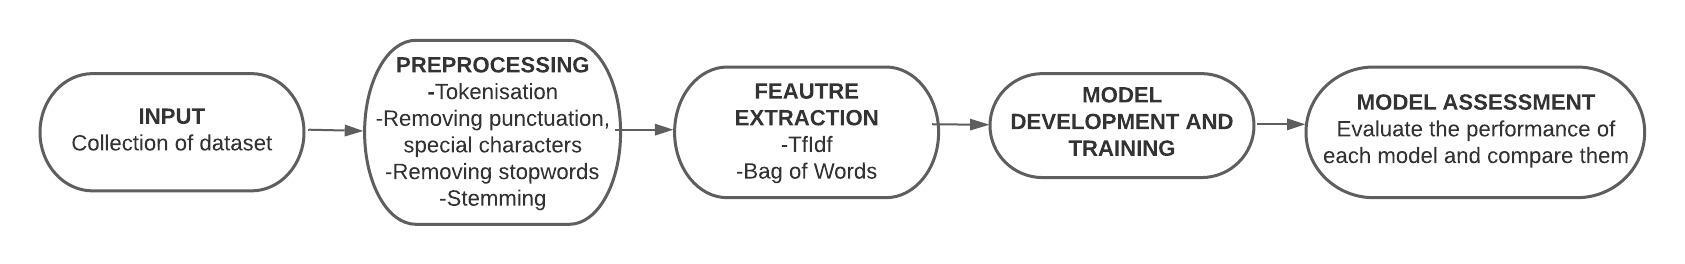 INPUT
Collection of dataset
PREPROCESSING
-Tokenisation
-Removing punctuation,
special characters
-Removing stopwords
-Stemming
FEAUTRE
EXTRACTION
-TfIdf
-Bag of Words
MODEL
DEVELOPMENT AND
TRAINING
MODEL ASSESSMENT
Evaluate the performance of
each model and compare them